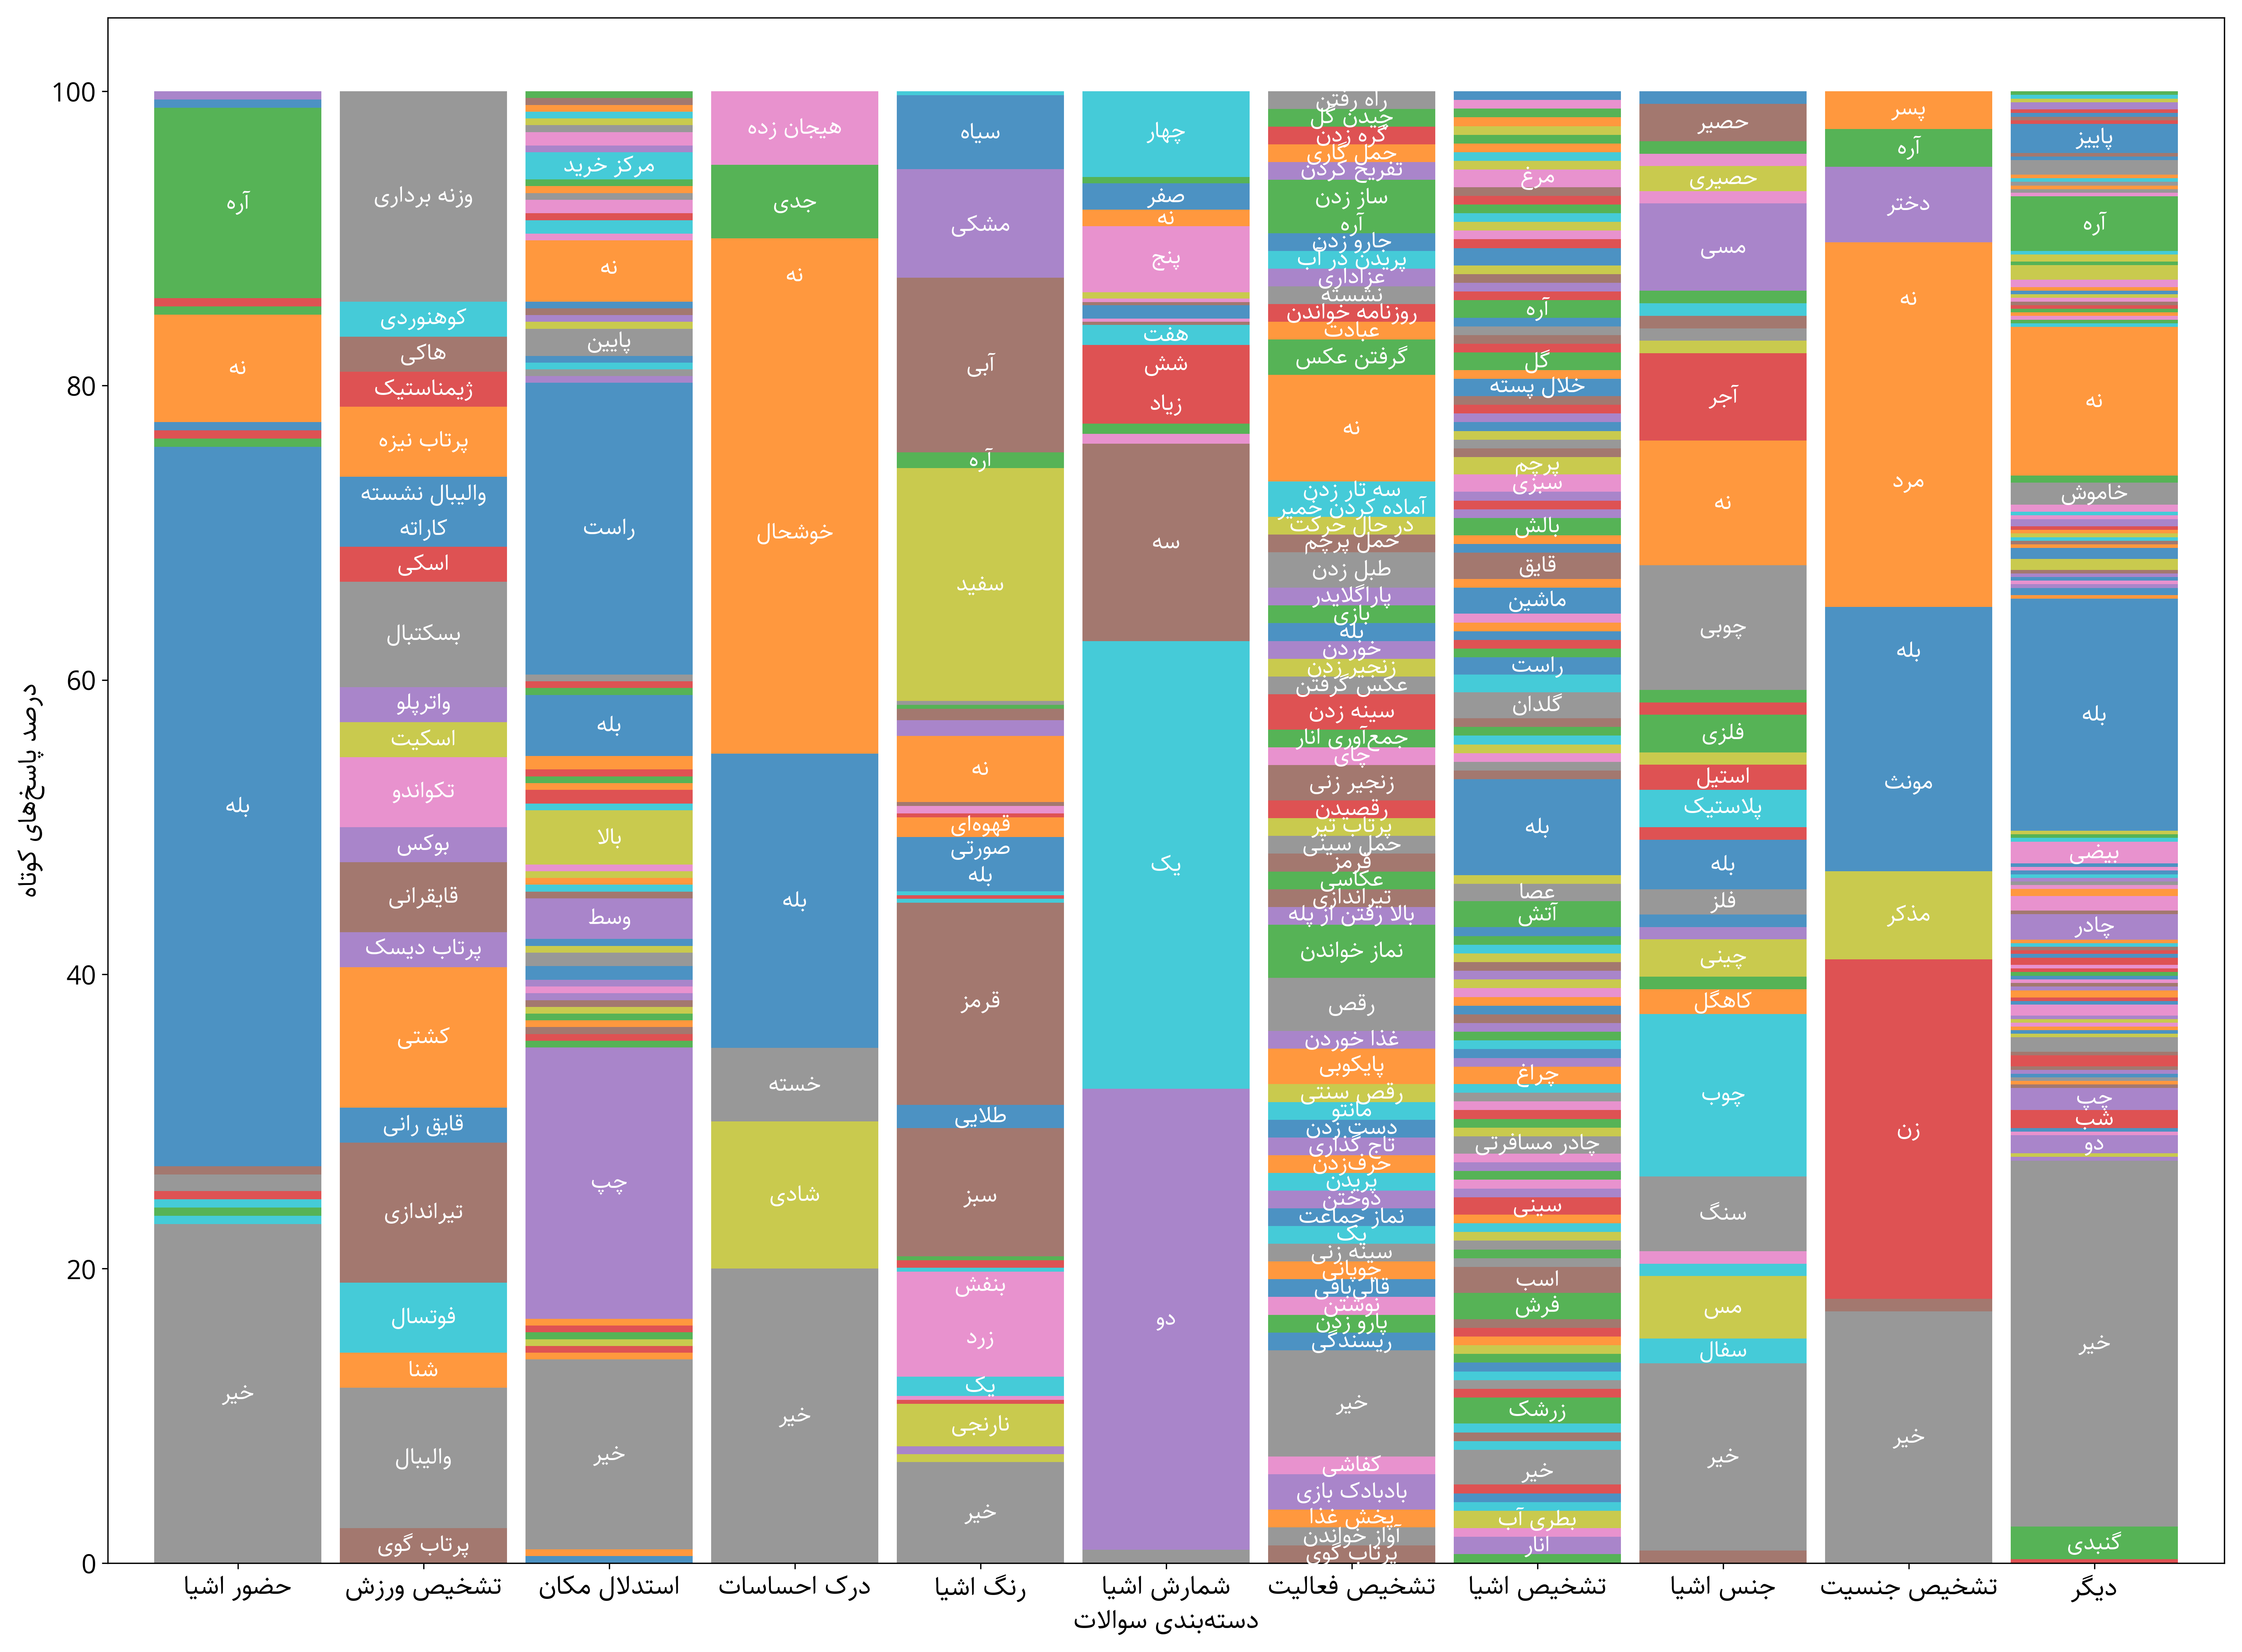 درصد پاسخ‌های کوتاه
100
80
60
40
20
0
آره
نه
بله
خیر
وزنه برداری
کوهنوردی
هاکی
ژیمناستیک
پرتاب نیزه
والیبال نشسته
کاراته
اسکی
بسکتبال
واترپلو
اسکیت
تکواندو
بوکس
قایقرانی
پرتاب دیسک
کشتی
قایق رانی
تیراندازی
فوتسال
شنا
والیبال
پرتاب گوی
مرکز خرید
نه
پایین
راست
بله
بالا
وسط
چپ
خیر
هیجان زده
جدی
نه
خوشحال
بله
خسته
شادی
خیر
سیاه
مشکی
آبی
آره
سفید
نه
قهوه‌ای
صورتی
بله
قرمز
طلایی
سبز
بنفش
زرد
یک
نارنجی
خیر
چهار
صفر
نه
پنج
هفت
شش
زیاد
سه
یک
دو
راه رفتن
چیدن گل
گره زدن
حمل گاری
تفریح کردن
ساز زدن
آره
جارو زدن
پریدن در آب
عزاداری
نشسته
روزنامه خواندن
عبادت
گرفتن عکس
نه
سه تار زدن
آماده کردن خمیر
در حال حرکت
حمل پرچم
طبل زدن
پاراگلایدر
بازی
بله
خوردن
زنجیر زدن
عکس گرفتن
سینه زدن
جمع‌آوری انار
چای
زنجیر زنی
رقصیدن
پرتاب تیر
حمل سینی
قرمز
عکاسی
تیراندازی
بالا رفتن از پله
نماز خواندن
رقص
غذا خوردن
پایکوبی
رقص سنتی
مانتو
دست زدن
تاج گذاری
حرف‌زدن
پریدن
دوختن
نماز جماعت
یک
سینه زنی
چوپانی
قالی‌بافی
نوشتن
پارو زدن
ریسندگی
خیر
کفاشی
بادبادک بازی
پخش غذا
آواز خواندن
پرتاب گوی
مرغ
آره
گل
خلال پسته
پرچم
سبزی
بالش
قایق
ماشین
راست
گلدان
بله
عصا
آتش
چراغ
چادر مسافرتی
سینی
اسب
فرش
زرشک
خیر
بطری آب
انار
حصیر
حصیری
مسی
آجر
نه
چوبی
فلزی
استیل
پلاستیک
بله
فلز
چینی
کاهگل
چوب
سنگ
مس
سفال
خیر
پسر
آره
دختر
نه
مرد
بله
مونث
مذکر
زن
خیر
پاییز
آره
نه
خاموش
بله
بیضی
چادر
چپ
شب
دو
خیر
گنبدی
حضور اشیا
تشخیص ورزش
استدلال مکان
درک احساسات
رنگ اشیا
شمارش اشیا
تشخیص فعالیت
تشخیص اشیا
جنس اشیا
تشخیص جنسیت
دیگر
دسته‌بندی سوالات